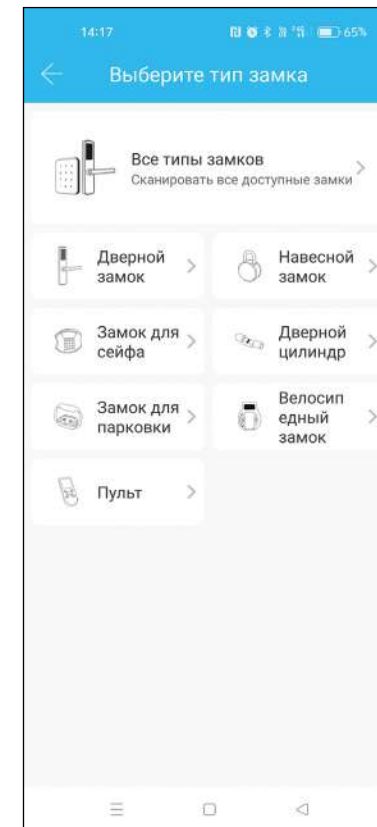 14:17
65%
Выберите тип замка
Все типы замков
Сканировать все доступные замки
Дверной
замок
Навесной
замок
Замок для
сейфа
Дверной
цилиндр
Замок для
парковки
Велосип
едный
замок
Пульт